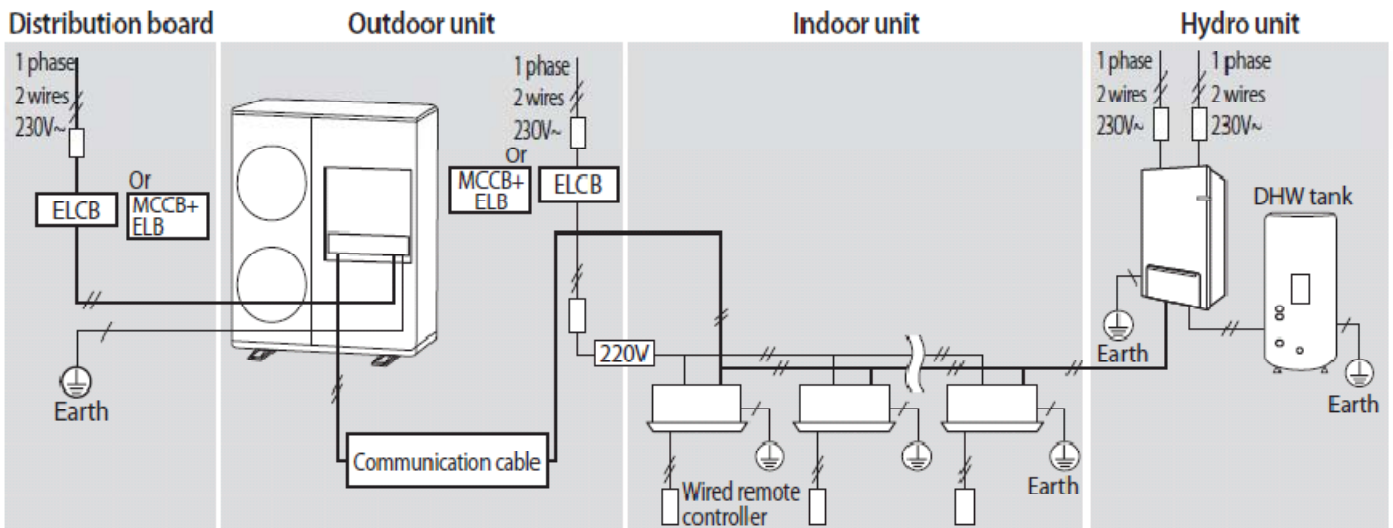 Distribution board
Outdoor unit
Indoor unit
Hydro unit
1 phase
2 wires
230V~
ELCB
Or
MCCB+
ELB
Earth
1 phase
2 wires
230V~
Or
MCCB+
ELB
ELCB
Communication cable
220V
Wired remote
controller
Earth
1 phase
2 wires
230V~
1 phase
2 wires
230V~
DHW tank
Earth
Earth